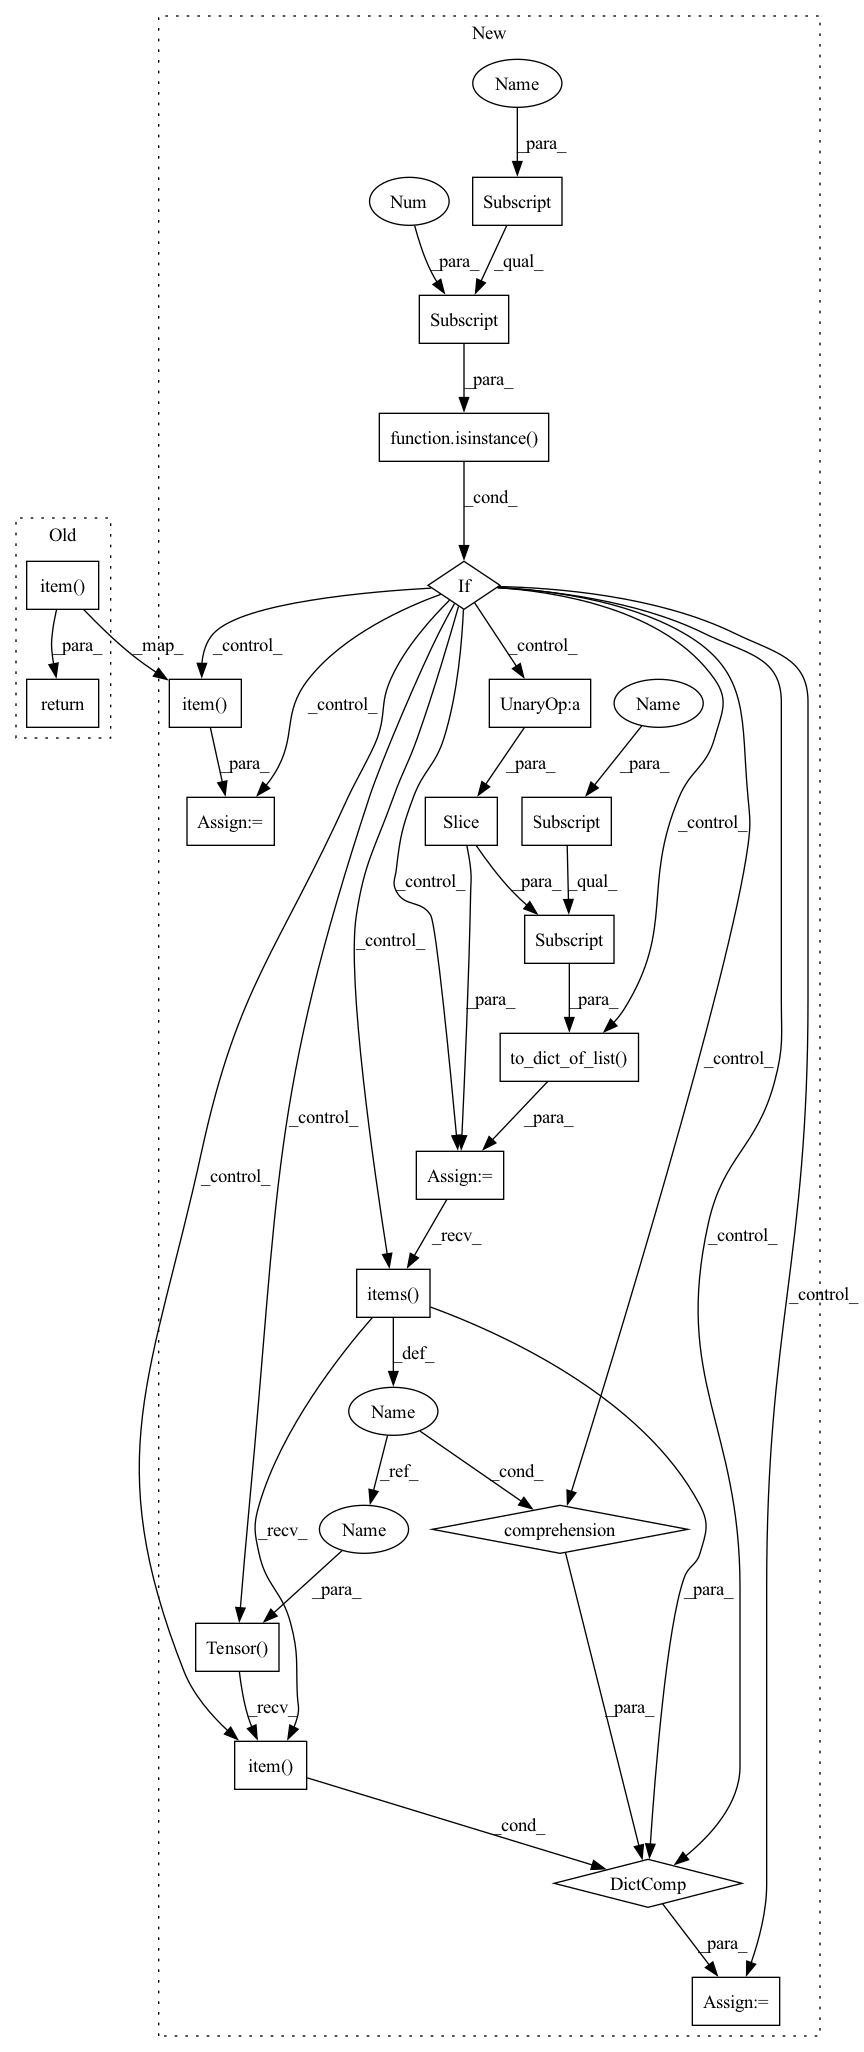 New
Name
_para_
Num
Subscript
_para_
_qual_
Subscript
_para_
function.isinstance()
_cond_
Old
If
item()
_para_
_map_
_control_
_control_
return
item()
_control_
UnaryOp:a
Name
_para_
_para_
_para_
_control_
Assign:=
Slice
Subscript
_control_
_para_
_qual_
_control_
Subscript
_para_
_para_
_control_
to_dict_of_list()
_control_
_para_
_control_
Assign:=
_control_
_recv_
_control_
items()
_def_
Name
_ref_
_cond_
_recv_
Name
comprehension
_para_
_para_
Tensor()
_recv_
_para_
item()
_cond_
DictComp
_para_
Assign:=